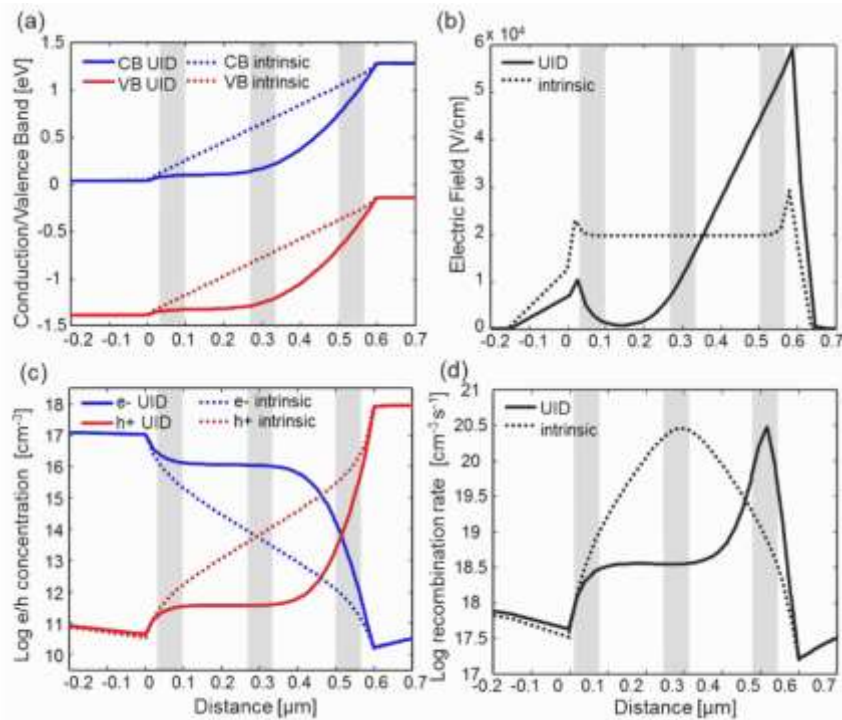 (a)
Conduction/Valence Band [eV]
1.5
1
0.5
0
-0.5
-1
-1.5
CB UID
CB intrinsic
VB UID
VB intrinsic
-0.2 -0.1 0 0.1 0.2 0.3 0.4 0.5 0.6 0.7
(b)
6 x 10⁴
Electric Field [V/cm]
5
4
3
2
1
0
UID
intrinsic
-0.2 -0.1 0 0.1 0.2 0.3 0.4 0.5 0.6 0.7
(c)
Log e/h concentration [cm⁻³]
18
17
16
15
14
13
12
11
10
e- UID
e- intrinsic
h+ UID
h+ intrinsic
-0.2 -0.1 0 0.1 0.2 0.3 0.4 0.5 0.6 0.7
Distance [µm]
(d)
Log recombination rate [cm⁻³ s⁻¹]
21
20.5
20
19.5
19
18.5
18
17.5
17
UID
intrinsic
-0.2 -0.1 0 0.1 0.2 0.3 0.4 0.5 0.6 0.7
Distance [µm]